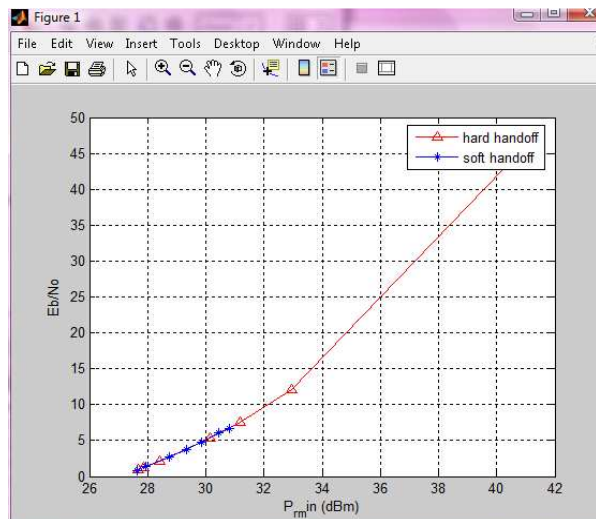 Figure 1
File Edit View Insert Tools Desktop Window Help
50
45
40
35
30
25
20
15
10
5
0
Eb/No
hard handoff
soft handoff
26 28 30 32 34 36 38 40 42
Prmin (dBm)